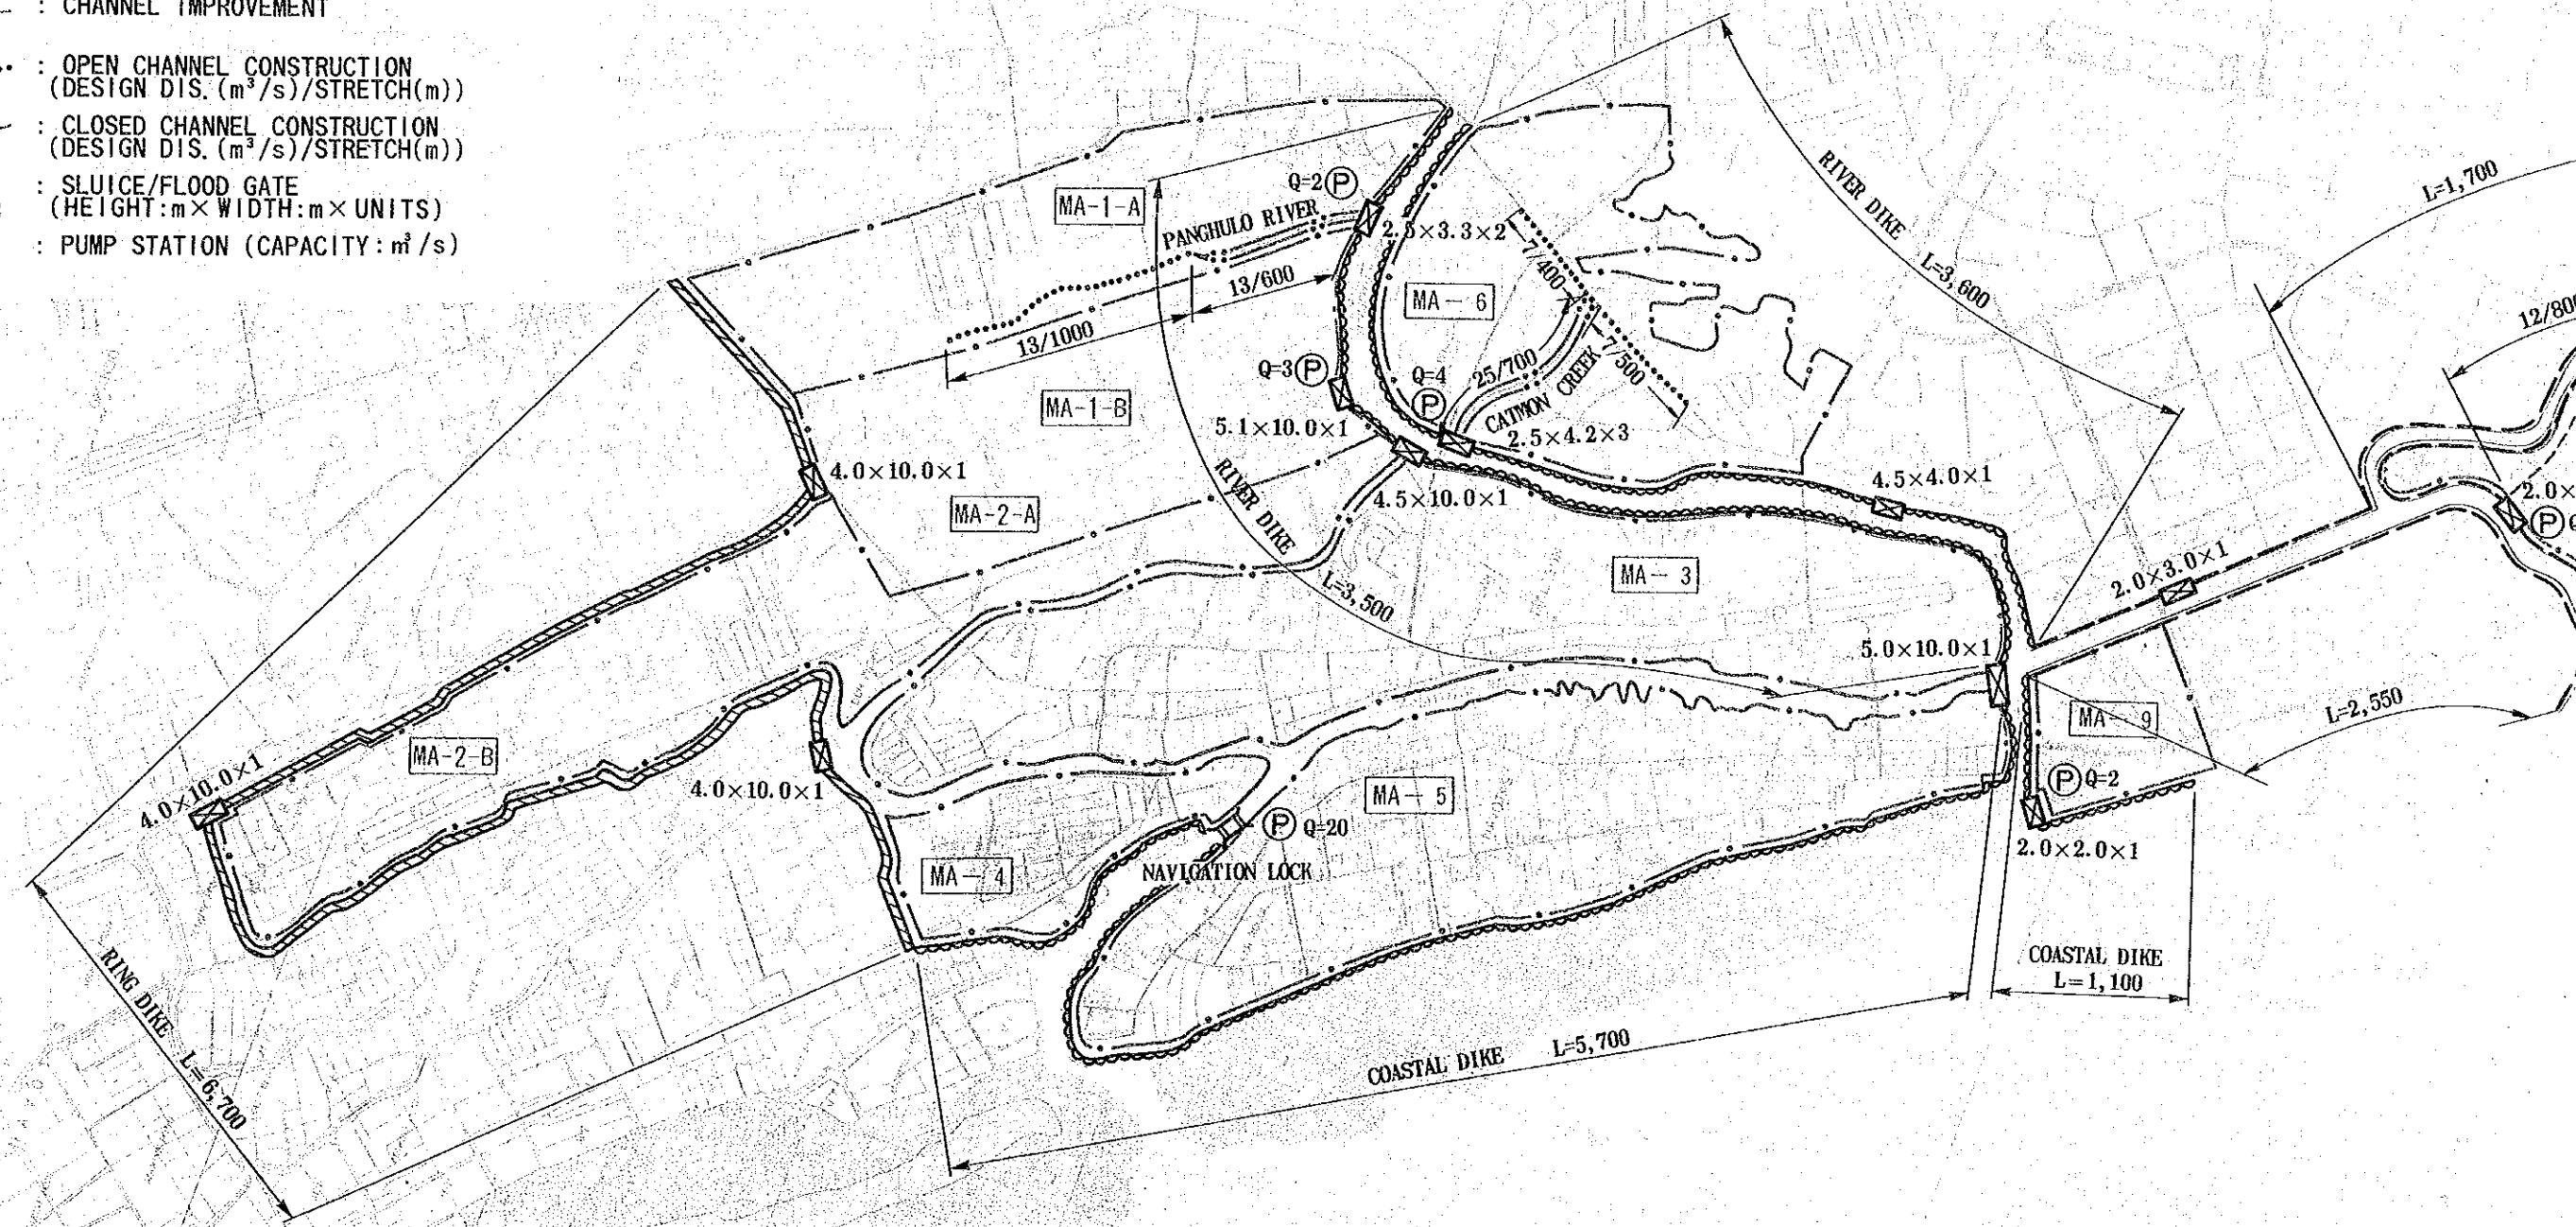 : CHANNEL IMPROVEMENT
: OPEN CHANNEL CONSTRUCTION
(DESIGN DIS.(m³/s)/STRETCH(m))
: CLOSED CHANNEL CONSTRUCTION
(DESIGN DIS.(m³/s)/STRETCH(m))
: SLUICE/FLOOD GATE
(HEIGHT:m×WIDTH:m×UNITS)
: PUMP STATION (CAPACITY:m³/s)
RIVER DIKE L=3,600
L=1,700
12/800
Q=2 P
MA-1-A
PANGHULO RIVER
2.5×3.3×2
7/400
13/600
MA-6
13/1000
Q=3 P
Q=4
P
25/700
CATMON CREEK
7/500
MA-1-B
5.1×10.0×1
2.5×4.2×3
4.0×10.0×1
4.5×4.0×1
4.5×10.0×1
2.0×
P
MA-2-A
RIVER DIKE L=3,500
MA-3
2.0×3.0×1
5.0×10.0×1
MA-9
L=2,550
MA-2-B
4.0×10.0×1
4.0×10.0×1
P Q=2
MA-5
P Q=20
2.0×2.0×1
MA-4
NAVIGATION LOCK
RING DIKE L=6,700
COASTAL DIKE
L=1,100
COASTAL DIKE L=5,700